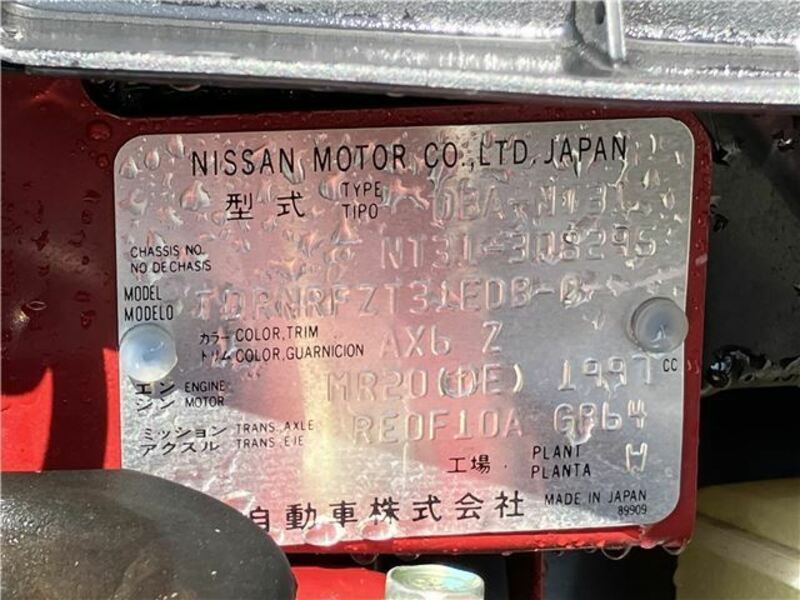 NISSAN MOTOR CO.,LTD. JAPAN
型式 TYPE TIPO DBA-N131
CHASSIS NO. NO DE CHASIS NT31-
MODEL MODELO TDRNRFZT31EDB-
カラー COLOR,TRIM トリム COLOR,GUARNICION AX6 Z
エンジン ENGINE MOTOR MR20(DE) 1997 CC
ミッション TRANS,AXLE アクスル TRANS,EJE RE0F10A GB64
工場 PLANT PLANTA W
自動車株式会社 MADE IN JAPAN
89909